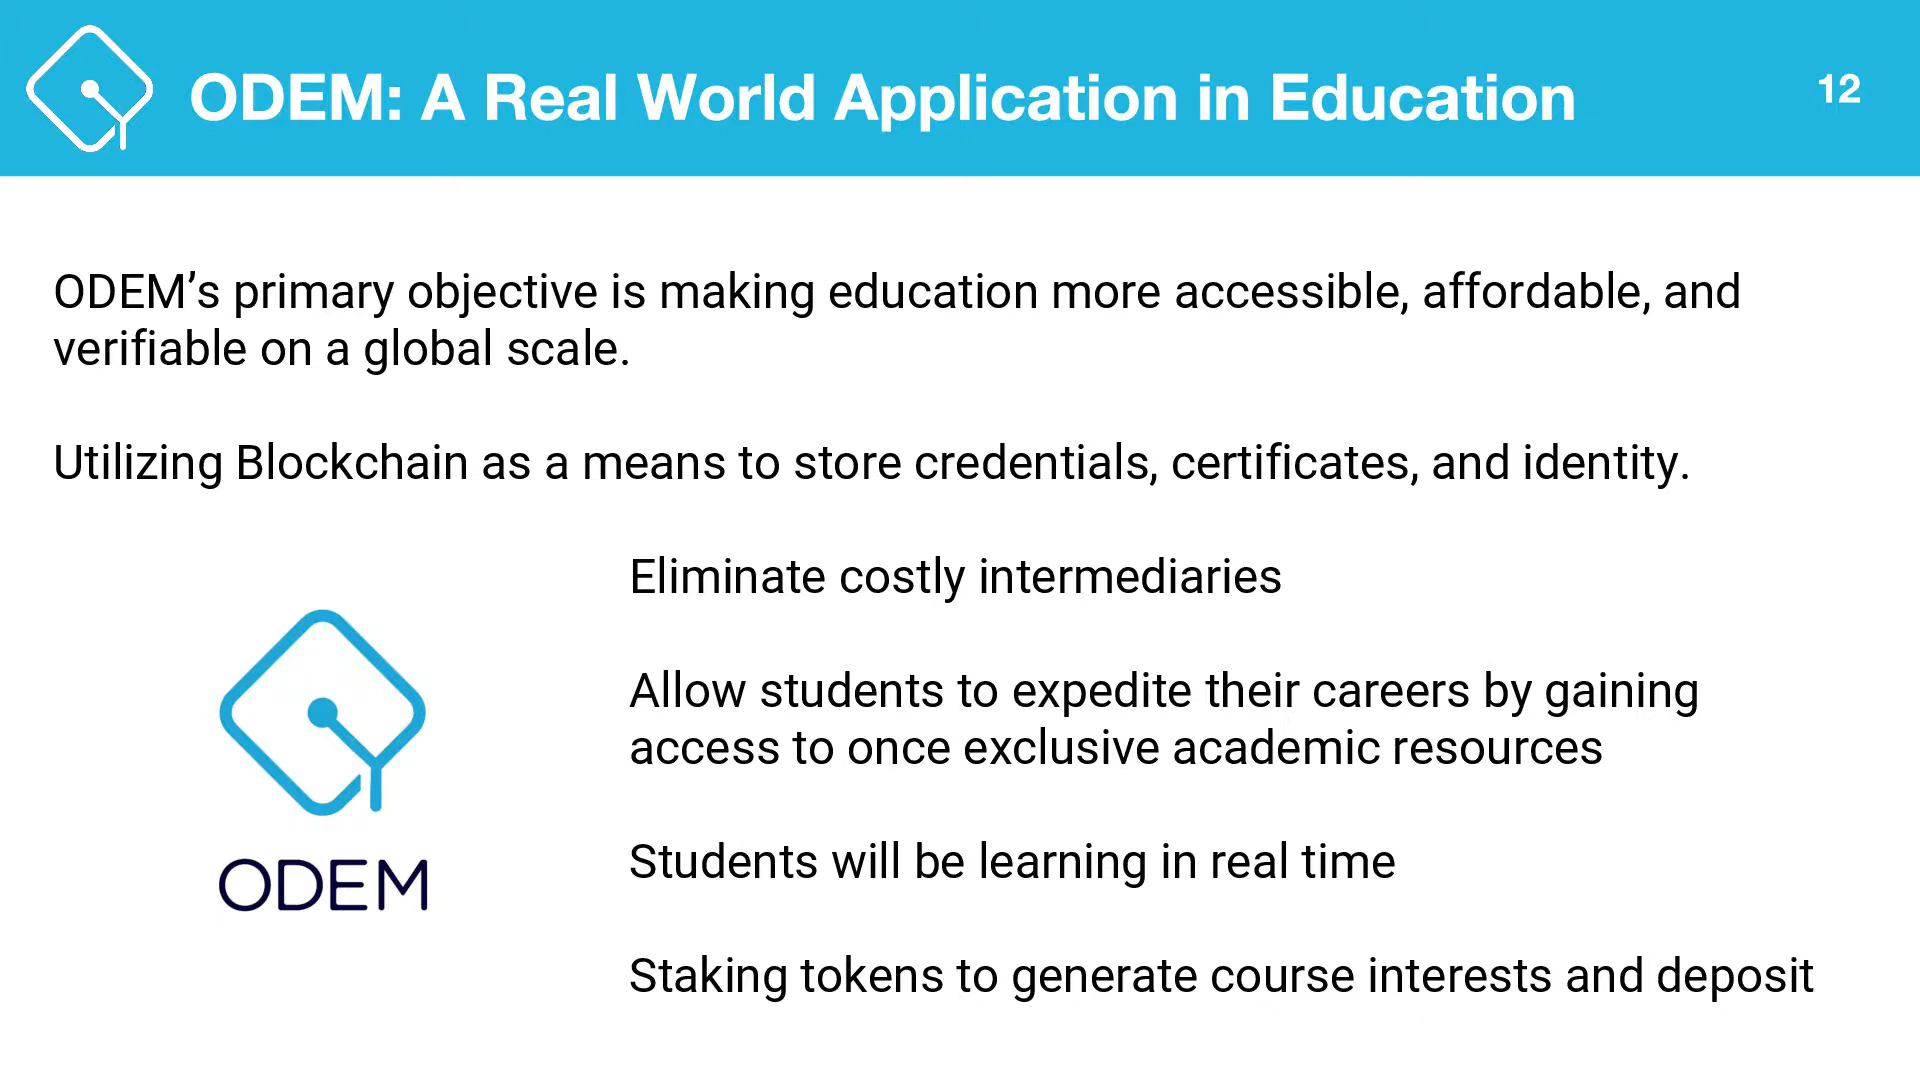 ODEM: A Real World Application in Education
12
ODEM’s primary objective is making education more accessible, affordable, and
verifiable on a global scale.
Utilizing Blockchain as a means to store credentials, certificates, and identity.
Eliminate costly intermediaries
Allow students to expedite their careers by gaining
access to once exclusive academic resources
Students will be learning in real time
Staking tokens to generate course interests and deposit
ODEM